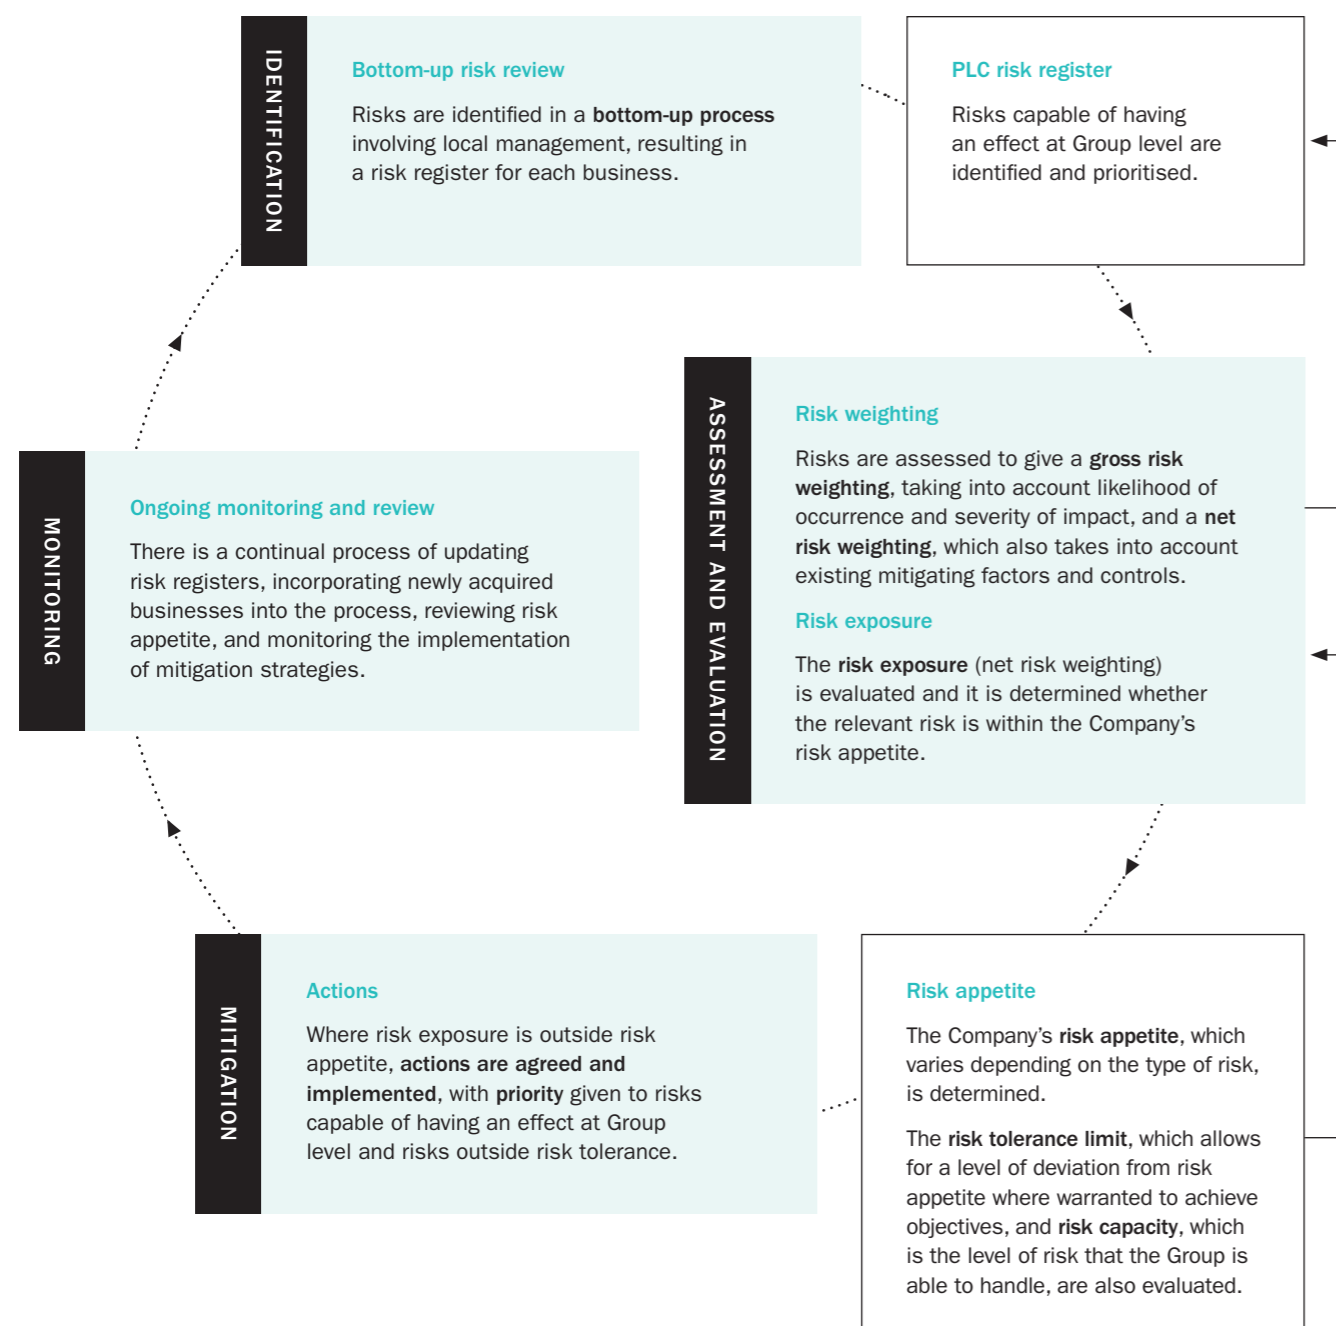 IDENTIFICATION
Bottom-up risk review
Risks are identified in a bottom-up process
involving local management, resulting in
a risk register for each business.
PLC risk register
Risks capable of having
an effect at Group level are
identified and prioritised.
ASSESSMENT AND EVALUATION
Risk weighting
Risks are assessed to give a gross risk
weighting, taking into account likelihood of
occurrence and severity of impact, and a net
risk weighting, which also takes into account
existing mitigating factors and controls.
Risk exposure
The risk exposure (net risk weighting)
is evaluated and it is determined whether
the relevant risk is within the Company’s
risk appetite.
MONITORING
Ongoing monitoring and review
There is a continual process of updating
risk registers, incorporating newly acquired
businesses into the process, reviewing risk
appetite, and monitoring the implementation
of mitigation strategies.
MITIGATION
Actions
Where risk exposure is outside risk
appetite, actions are agreed and
implemented, with priority given to risks
capable of having an effect at Group
level and risks outside risk tolerance.
Risk appetite
The Company’s risk appetite, which
varies depending on the type of risk,
is determined.
The risk tolerance limit, which allows
for a level of deviation from risk
appetite where warranted to achieve
objectives, and risk capacity, which
is the level of risk that the Group is
able to handle, are also evaluated.